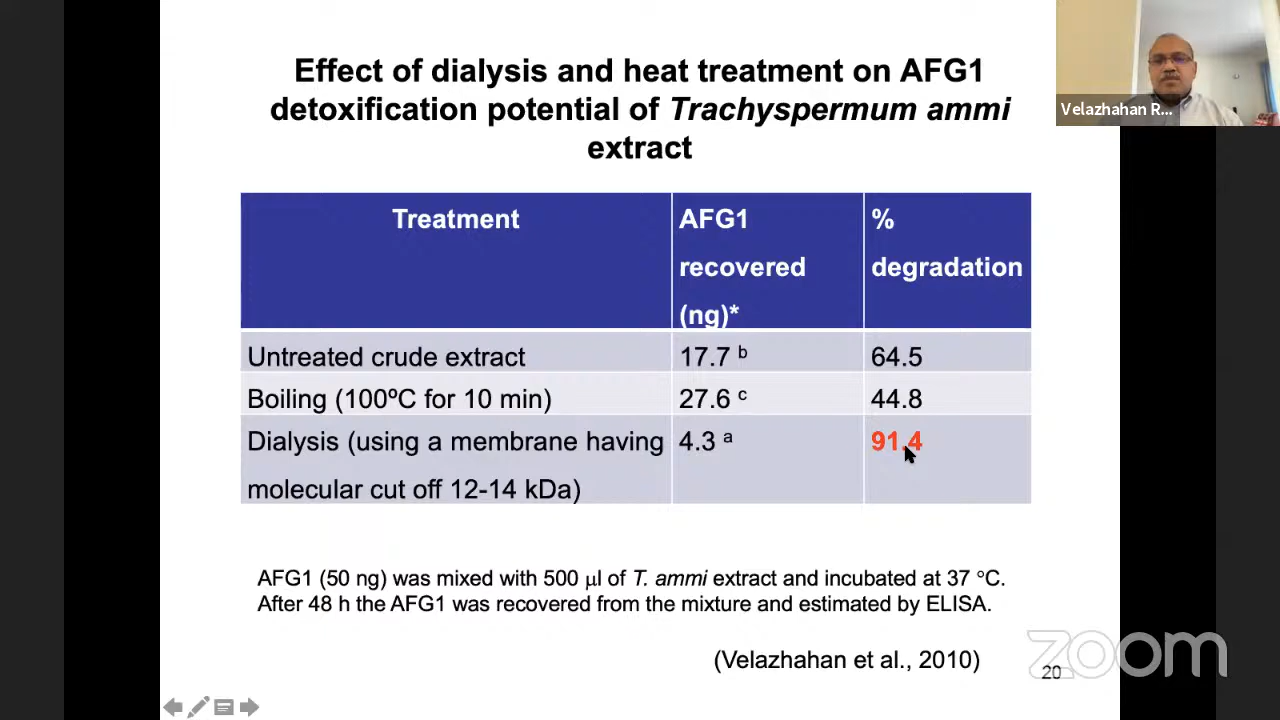 Effect of dialysis and heat treatment on AFG1
detoxification potential of Trachyspermum ammi
extract
Velazhahan R...
Treatment
AFG1
recovered
(ng)*
%
degradation
Untreated crude extract
17.7 b
64.5
Boiling (100ºC for 10 min)
27.6 c
44.8
Dialysis (using a membrane having
molecular cut off 12-14 kDa)
4.3 a
91.4
AFG1 (50 ng) was mixed with 500 µl of T. ammi extract and incubated at 37 °C.
After 48 h the AFG1 was recovered from the mixture and estimated by ELISA.
(Velazhahan et al., 2010)
zoom
20